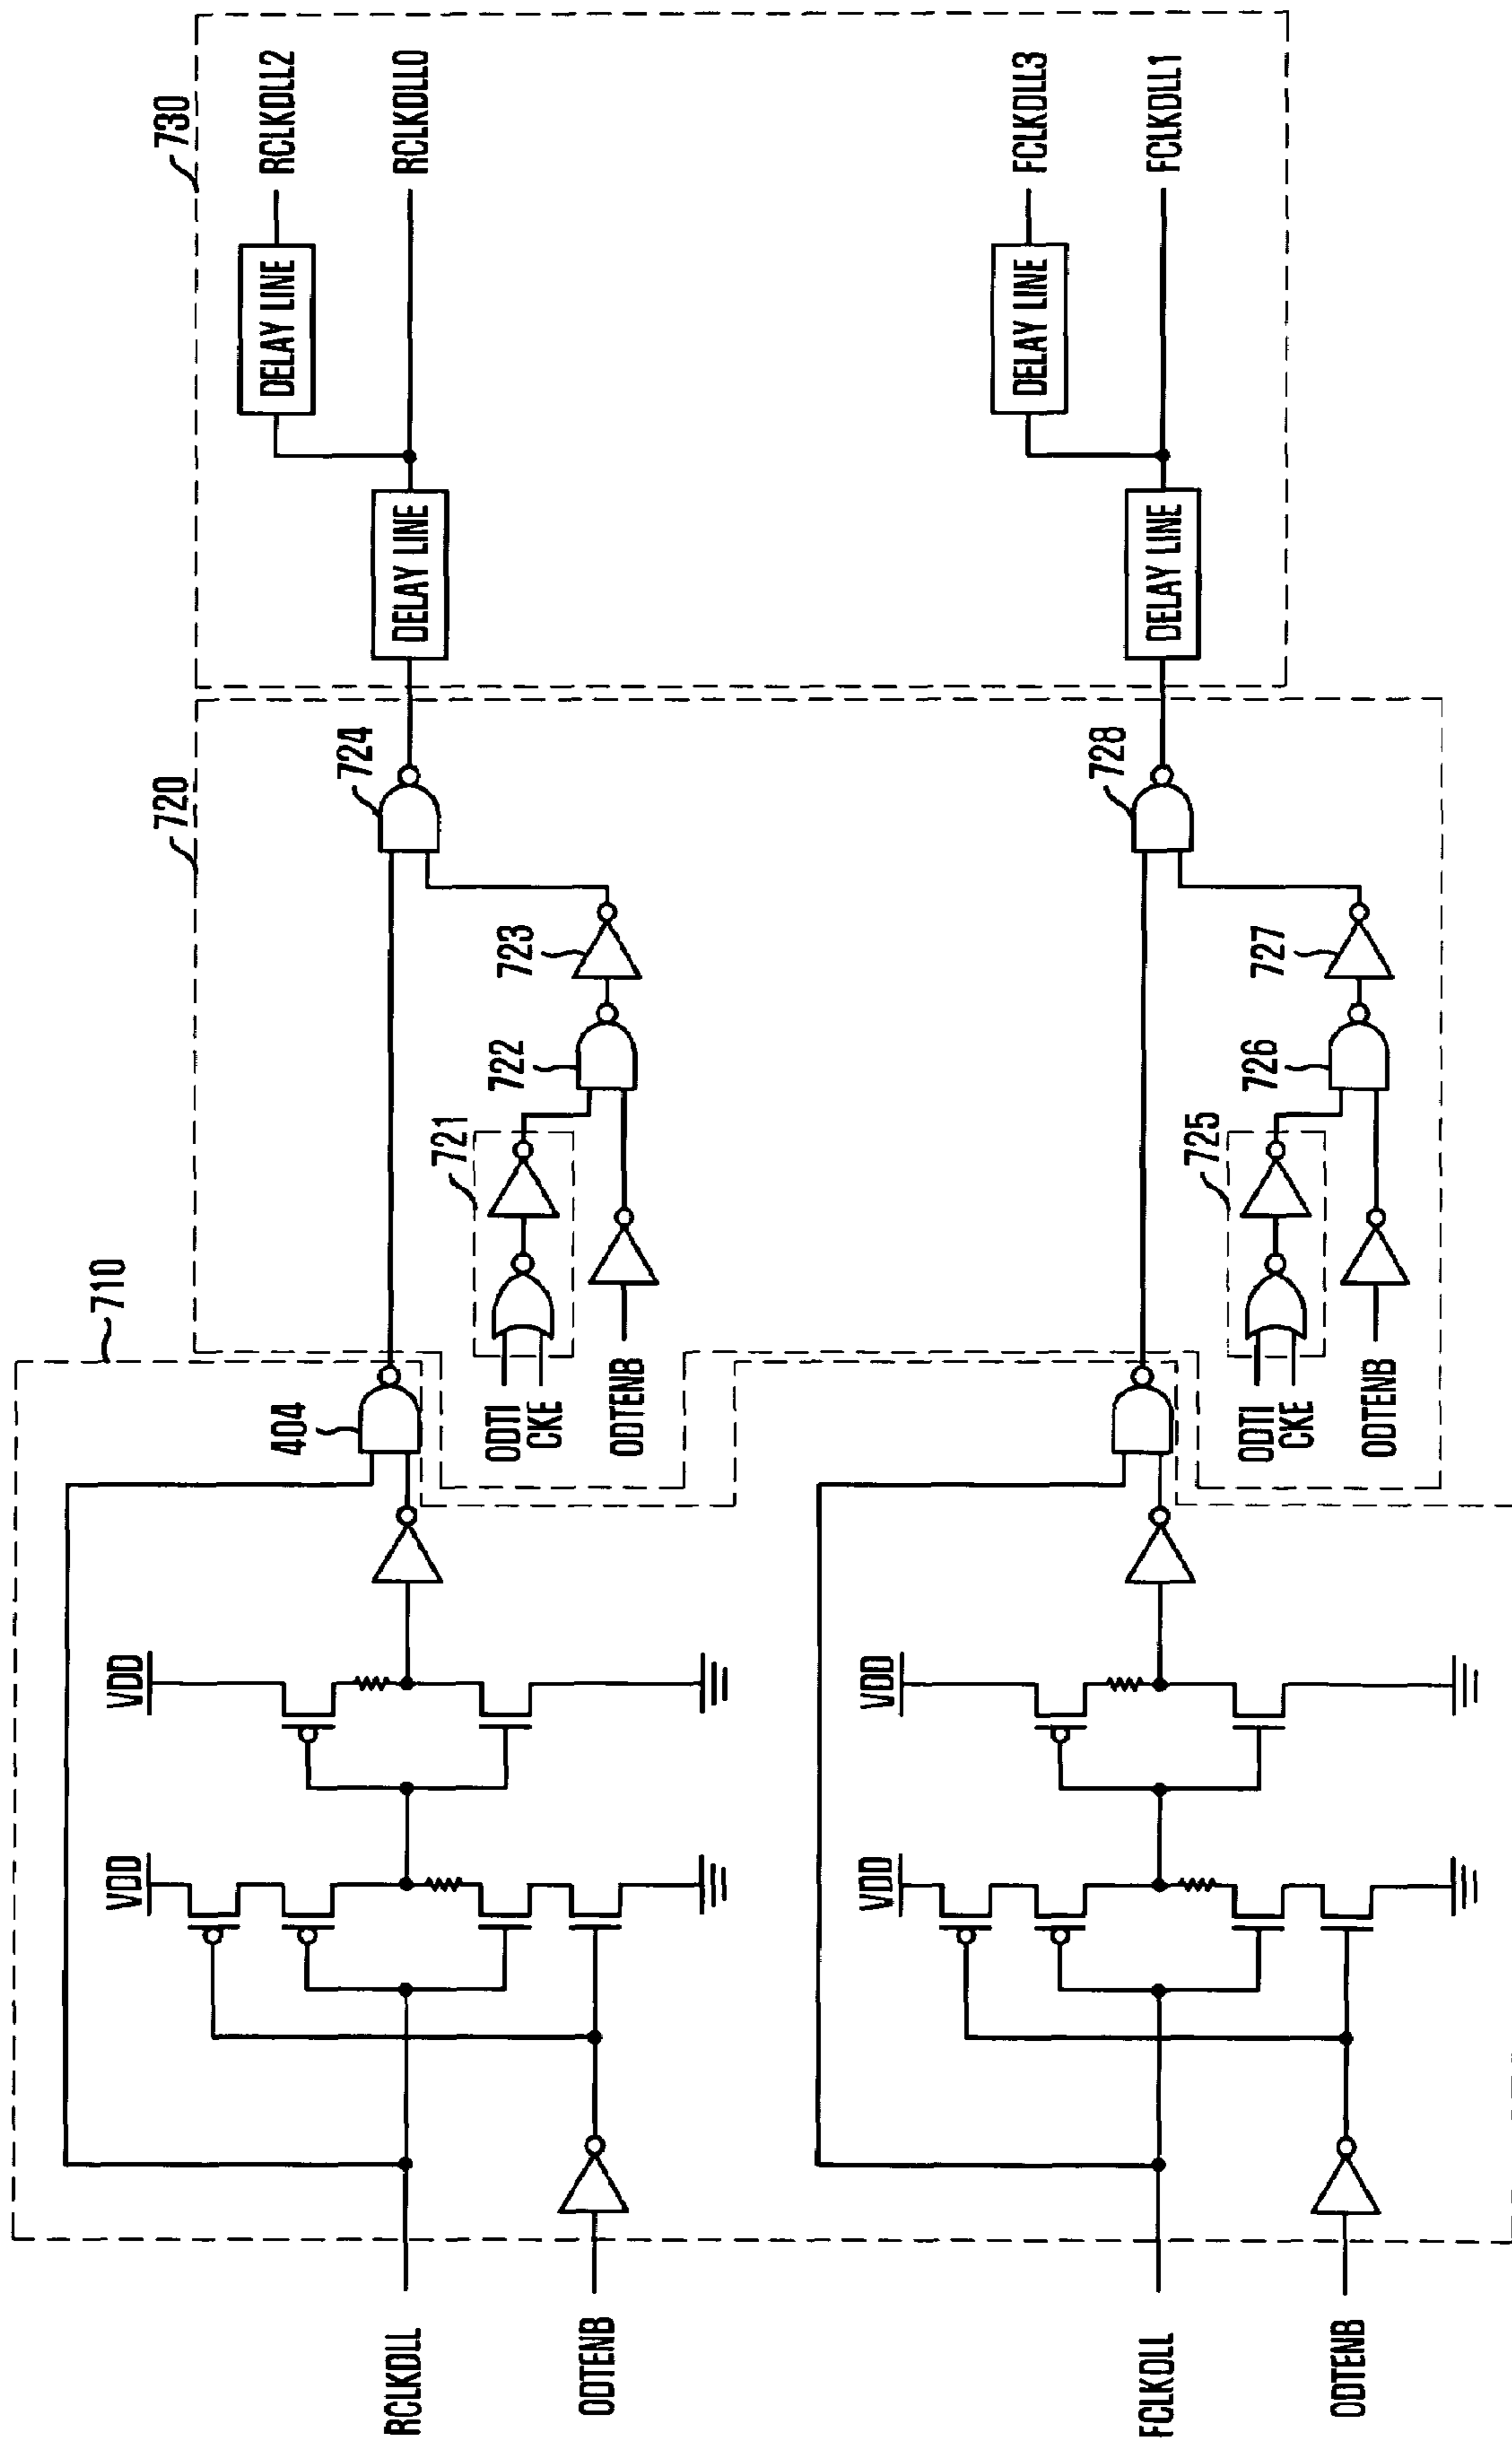 RCLKDLL
ODTENB
VDD
VDD
404
710
ODTI
CKE
ODTENB
721
722
723
724
720
DELAY LINE
DELAY LINE
730
RCLKDLL2
RCLKDLL0
FCLKDLL
ODTENB
VDD
VDD
ODTI
CKE
ODTENB
725
726
727
728
DELAY LINE
DELAY LINE
FCLKDLL3
FCLKDLL1